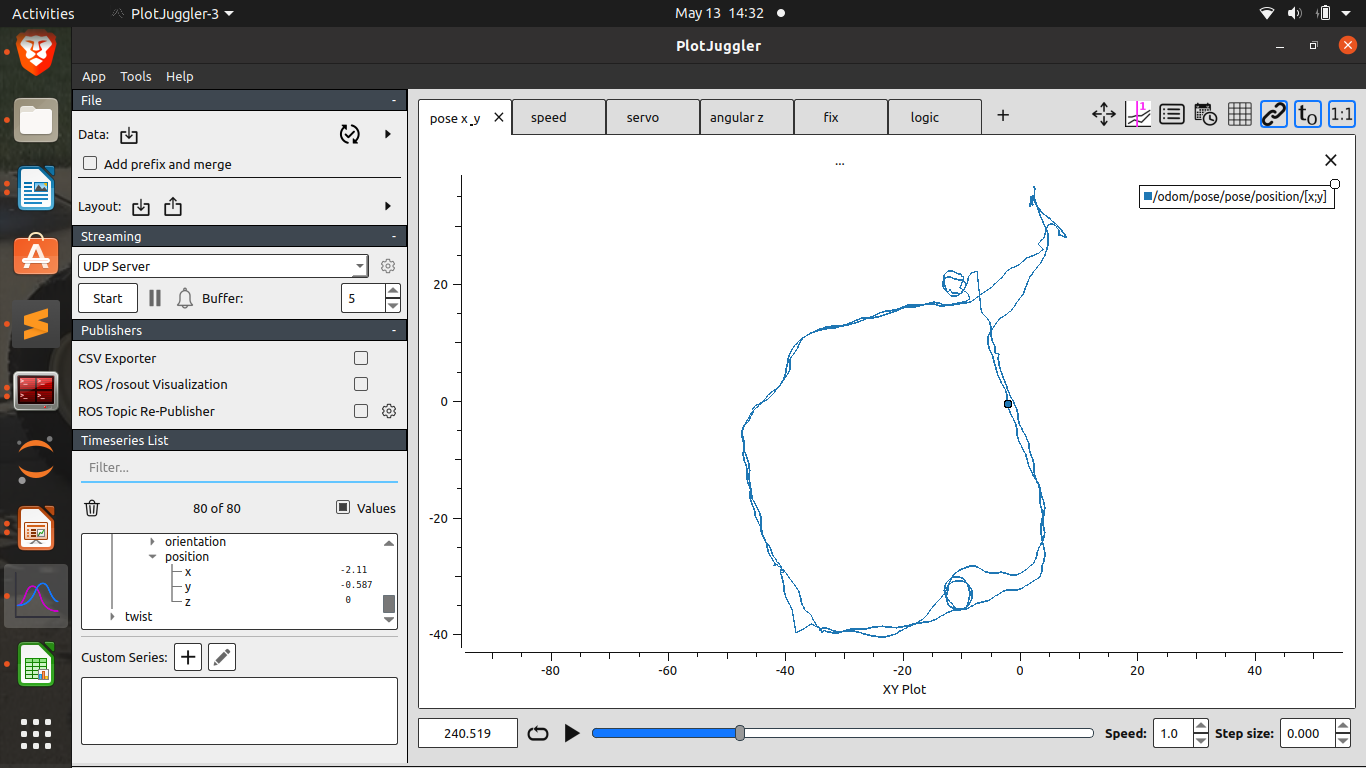 Activities PlotJuggler-3 May 13 14:32
PlotJuggler
App Tools Help
File -
Data:
Add prefix and merge
Layout:
Streaming -
UDP Server
Start Buffer: 5
Publishers -
CSV Exporter
ROS /rosout Visualization
ROS Topic Re-Publisher
Timeseries List
Filter...
80 of 80 Values
orientation
position
x -2.11
y -0.587
z 0
twist
Custom Series:
pose x_y speed servo angular z fix logic
1 t0 1:1
...
/odom/pose/pose/position/[x;y]
20
0
-20
-40
-80 -60 -40 -20 0 20 40
XY Plot
240.519 Speed: 1.0 Step size: 0.000